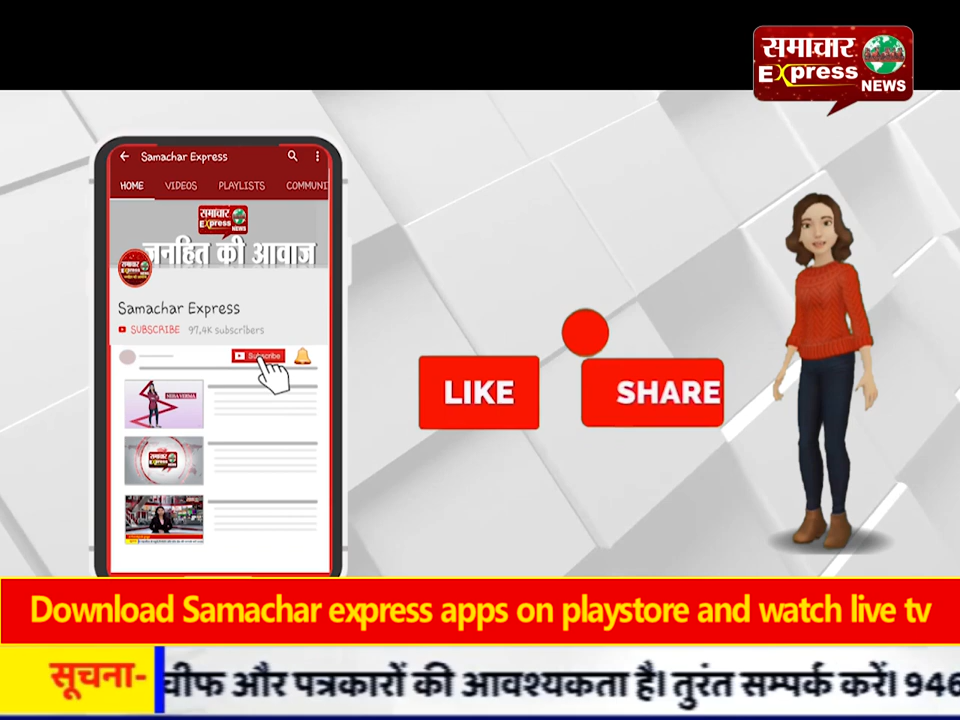 समाचार
Express
NEWS
Samachar Express
HOME VIDEOS PLAYLISTS COMMUNI
समाचार
Express
NEWS
जनहित की आवाज
Samachar Express
SUBSCRIBE 97.4K subscribers
Subscribe
LIKE
SHARE
Download Samachar express apps on playstore and watch live tv
सूचना- चीफ और पत्रकारों की आवश्यकता है। तुरंत सम्पर्क करें। 946